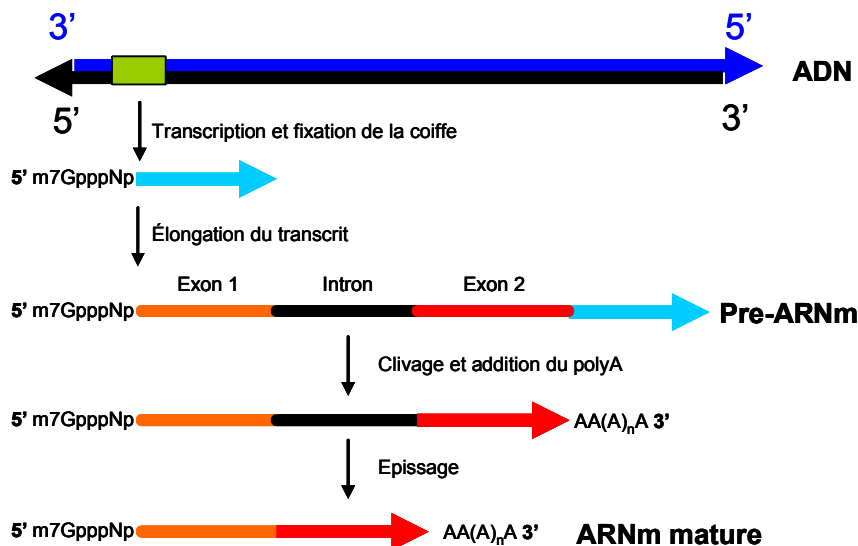 3’ 5’
ADN
5’ 3’
Transcription et fixation de la coiffe
5’ m7GpppNp
Élongation du transcrit
Exon 1 Intron Exon 2
5’ m7GpppNp Pre-ARNm
Clivage et addition du polyA
5’ m7GpppNp AA(A)nA 3’
Epissage
5’ m7GpppNp AA(A)nA 3’ ARNm mature